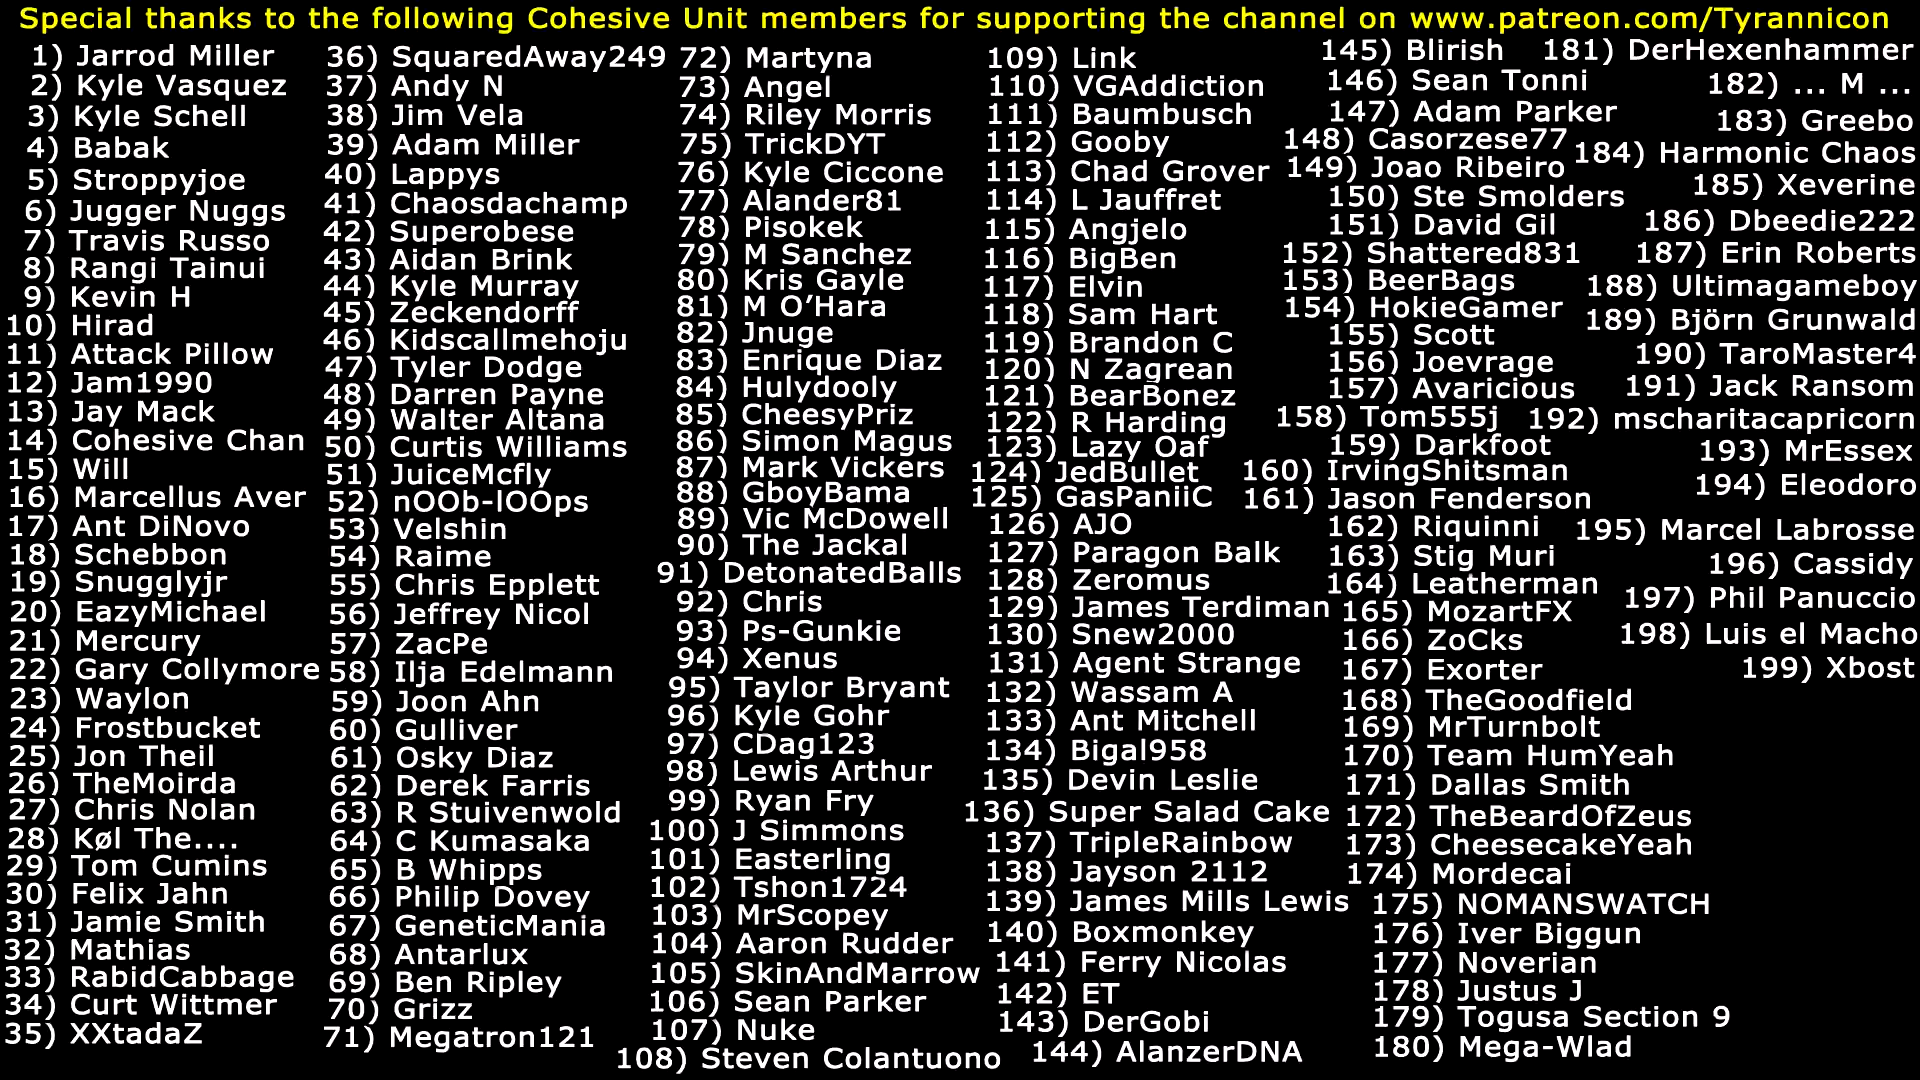 Special thanks to the following Cohesive Unit members for supporting the channel on www.patreon.com/Tyrannicon
1) Jarrod Miller
2) Kyle Vasquez
3) Kyle Schell
4) Babak
5) Stroppyjoe
6) Jugger Nuggs
7) Travis Russo
8) Rangi Tainui
9) Kevin H
10) Hirad
11) Attack Pillow
12) Jam1990
13) Jay Mack
14) Cohesive Chan
15) Will
16) Marcellus Aver
17) Ant DiNovo
18) Schebbon
19) Snugglyjr
20) EazyMichael
21) Mercury
22) Gary Collymore
23) Waylon
24) Frostbucket
25) Jon Theil
26) TheMoirda
27) Chris Nolan
28) Køl The....
29) Tom Cumins
30) Felix Jahn
31) Jamie Smith
32) Mathias
33) RabidCabbage
34) Curt Wittmer
35) XXtadaZ
36) SquaredAway249
37) Andy N
38) Jim Vela
39) Adam Miller
40) Lappys
41) Chaosdachamp
42) Superobese
43) Aidan Brink
44) Kyle Murray
45) Zeckendorff
46) Kidscallmehoju
47) Tyler Dodge
48) Darren Payne
49) Walter Altana
50) Curtis Williams
51) JuiceMcfly
52) nOOb-lOOps
53) Velshin
54) Raime
55) Chris Epplett
56) Jeffrey Nicol
57) ZacPe
58) Ilja Edelmann
59) Joon Ahn
60) Gulliver
61) Osky Diaz
62) Derek Farris
63) R Stuivenwold
64) C Kumasaka
65) B Whipps
66) Philip Dovey
67) GeneticMania
68) Antarlux
69) Ben Ripley
70) Grizz
71) Megatron121
72) Martyna
73) Angel
74) Riley Morris
75) TrickDYT
76) Kyle Ciccone
77) Alander81
78) Pisokek
79) M Sanchez
80) Kris Gayle
81) M O’Hara
82) Jnuge
83) Enrique Diaz
84) Hulydooly
85) CheesyPriz
86) Simon Magus
87) Mark Vickers
88) GboyBama
89) Vic McDowell
90) The Jackal
91) DetonatedBalls
92) Chris
93) Ps-Gunkie
94) Xenus
95) Taylor Bryant
96) Kyle Gohr
97) CDag123
98) Lewis Arthur
99) Ryan Fry
100) J Simmons
101) Easterling
102) Tshon1724
103) MrScopey
104) Aaron Rudder
105) SkinAndMarrow
106) Sean Parker
107) Nuke
108) Steven Colantuono
109) Link
110) VGAddiction
111) Baumbusch
112) Gooby
113) Chad Grover
114) L Jauffret
115) Angjelo
116) BigBen
117) Elvin
118) Sam Hart
119) Brandon C
120) N Zagrean
121) BearBonez
122) R Harding
123) Lazy Oaf
124) JedBullet
125) GasPaniiC
126) AJO
127) Paragon Balk
128) Zeromus
129) James Terdiman
130) Snew2000
131) Agent Strange
132) Wassam A
133) Ant Mitchell
134) Bigal958
135) Devin Leslie
136) Super Salad Cake
137) TripleRainbow
138) Jayson 2112
139) James Mills Lewis
140) Boxmonkey
141) Ferry Nicolas
142) ET
143) DerGobi
144) AlanzerDNA
145) Blirish
146) Sean Tonni
147) Adam Parker
148) Casorzese77
149) Joao Ribeiro
150) Ste Smolders
151) David Gil
152) Shattered831
153) BeerBags
154) HokieGamer
155) Scott
156) Joevrage
157) Avaricious
158) Tom555j
159) Darkfoot
160) IrvingShitsman
161) Jason Fenderson
162) Riquinni
163) Stig Muri
164) Leatherman
165) MozartFX
166) ZoCks
167) Exorter
168) TheGoodfield
169) MrTurnbolt
170) Team HumYeah
171) Dallas Smith
172) TheBeardOfZeus
173) CheesecakeYeah
174) Mordecai
175) NOMANSWATCH
176) Iver Biggun
177) Noverian
178) Justus J
179) Togusa Section 9
180) Mega-Wlad
181) DerHexenhammer
182) ... M ...
183) Greebo
184) Harmonic Chaos
185) Xeverine
186) Dbeedie222
187) Erin Roberts
188) Ultimagameboy
189) Björn Grunwald
190) TaroMaster4
191) Jack Ransom
192) mscharitacapricorn
193) MrEssex
194) Eleodoro
195) Marcel Labrosse
196) Cassidy
197) Phil Panuccio
198) Luis el Macho
199) Xbost